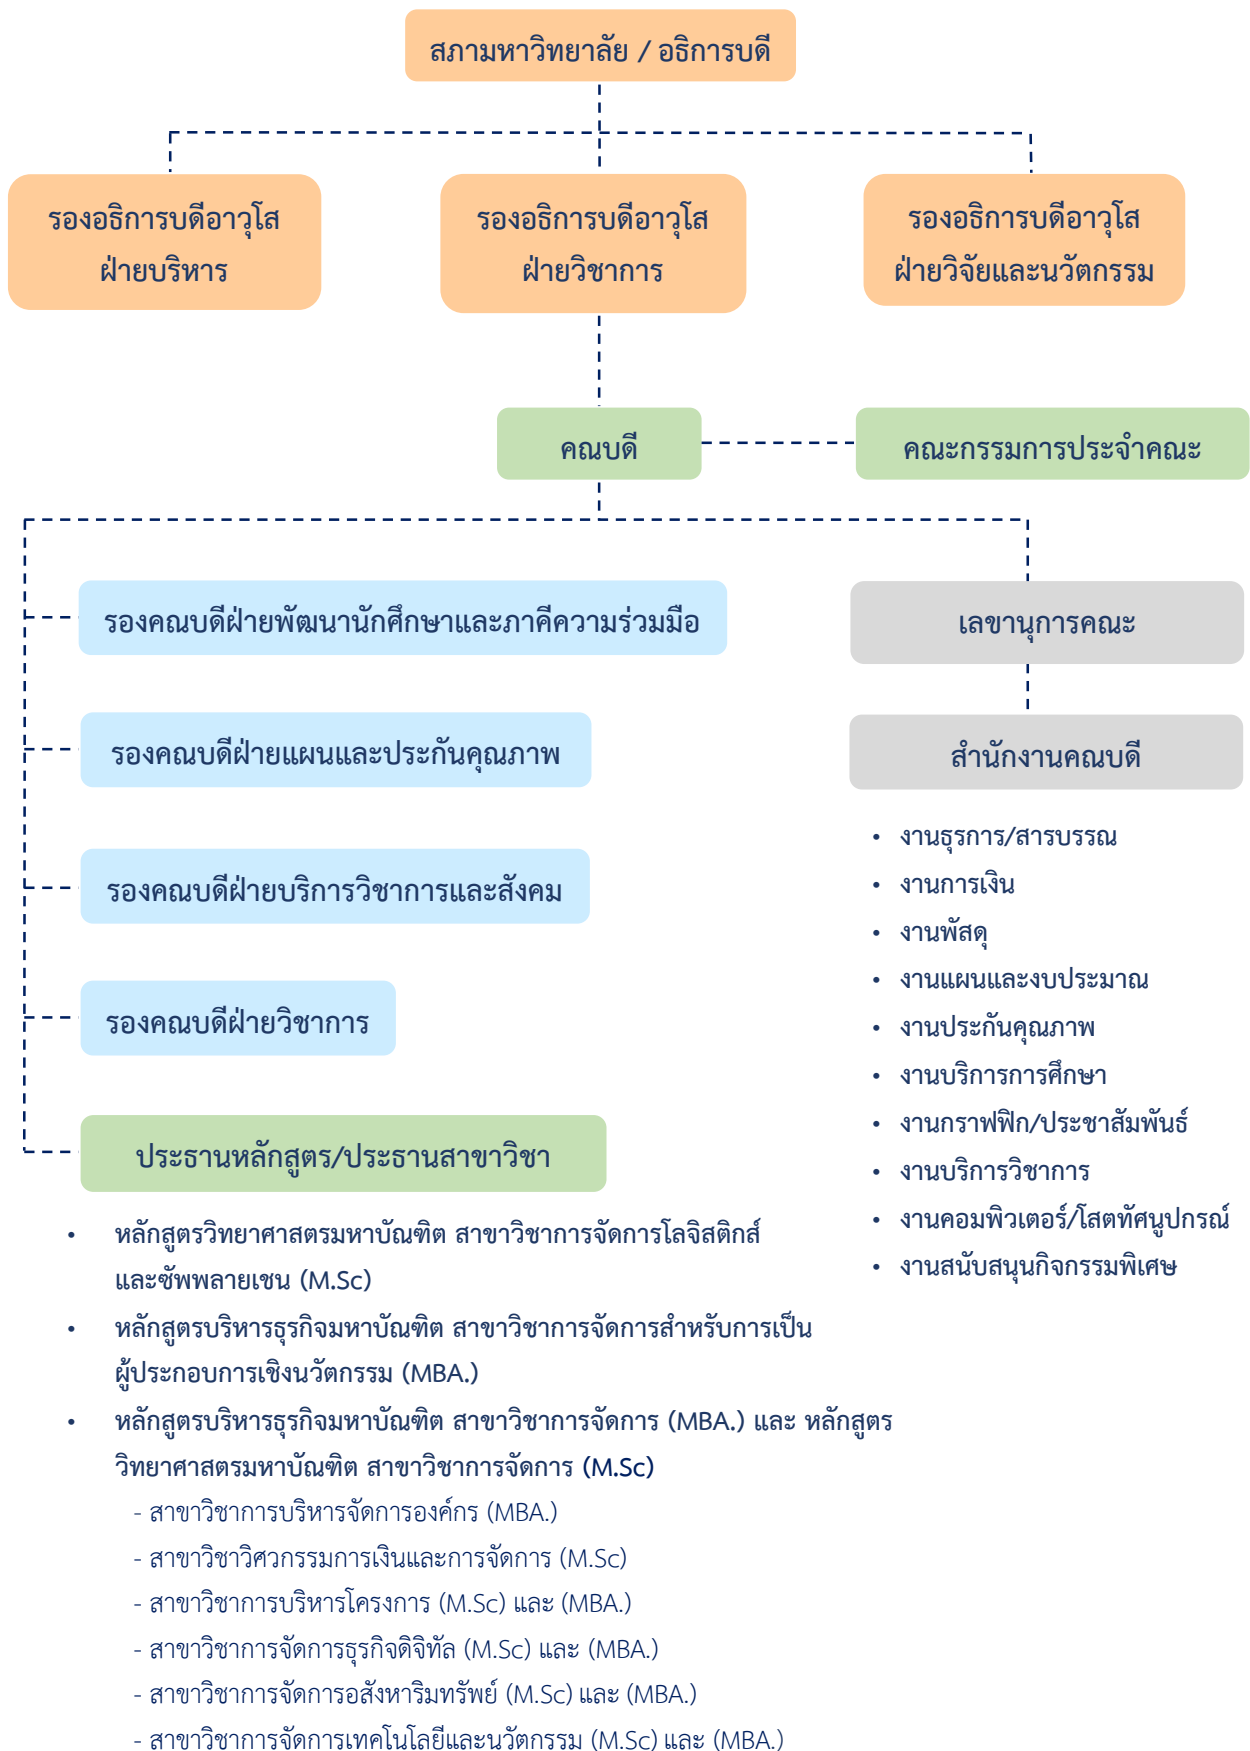 สภามหาวิทยาลัย / อธิการบดี
รองอธิการบดีอาวุโส
ฝ่ายบริหาร
รองอธิการบดีอาวุโส
ฝ่ายวิชาการ
รองอธิการบดีอาวุโส
ฝ่ายวิจัยและนวัตกรรม
คณบดี
คณะกรรมการประจำคณะ
รองคณบดีฝ่ายพัฒนานักศึกษาและภาคีความร่วมมือ
รองคณบดีฝ่ายแผนและประกันคุณภาพ
รองคณบดีฝ่ายบริการวิชาการและสังคม
รองคณบดีฝ่ายวิชาการ
ประธานหลักสูตร/ประธานสาขาวิชา
• หลักสูตรวิทยาศาสตรมหาบัณฑิต สาขาวิชาการจัดการโลจิสติกส์
และซัพพลายเชน (M.Sc)
• หลักสูตรบริหารธุรกิจมหาบัณฑิต สาขาวิชาการจัดการสำหรับการเป็น
ผู้ประกอบการเชิงนวัตกรรม (MBA.)
• หลักสูตรบริหารธุรกิจมหาบัณฑิต สาขาวิชาการจัดการ (MBA.) และ หลักสูตร
วิทยาศาสตรมหาบัณฑิต สาขาวิชาการจัดการ (M.Sc)
- สาขาวิชาการบริหารจัดการองค์กร (MBA.)
- สาขาวิชาวิศวกรรมการเงินและการจัดการ (M.Sc)
- สาขาวิชาการบริหารโครงการ (M.Sc) และ (MBA.)
- สาขาวิชาการจัดการธุรกิจดิจิทัล (M.Sc) และ (MBA.)
- สาขาวิชาการจัดการอสังหาริมทรัพย์ (M.Sc) และ (MBA.)
- สาขาวิชาการจัดการเทคโนโลยีและนวัตกรรม (M.Sc) และ (MBA.)
เลขานุการคณะ
สำนักงานคณบดี
• งานธุรการ/สารบรรณ
• งานการเงิน
• งานพัสดุ
• งานแผนและงบประมาณ
• งานประกันคุณภาพ
• งานบริการการศึกษา
• งานกราฟฟิก/ประชาสัมพันธ์
• งานบริการวิชาการ
• งานคอมพิวเตอร์/โสตทัศนูปกรณ์
• งานสนับสนุนกิจกรรมพิเศษ